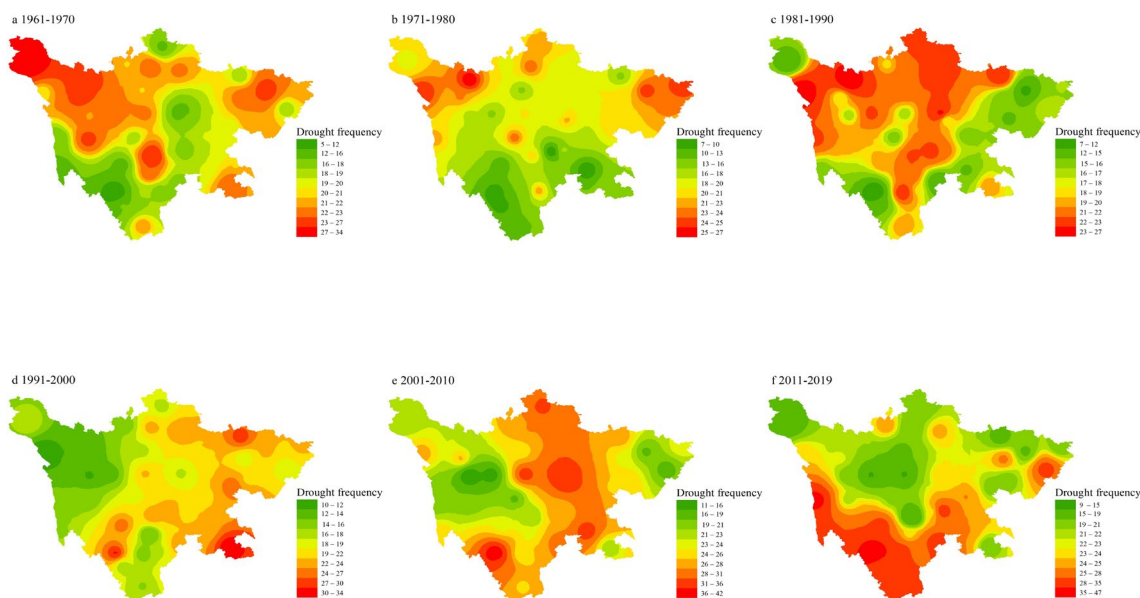 a 1961-1970
Drought frequency
5 – 12
12 – 16
16 – 18
18 – 19
19 – 20
20 – 21
21 – 22
22 – 23
23 – 27
27 – 34
b 1971-1980
Drought frequency
7 – 10
10 – 13
13 – 16
16 – 18
18 – 20
20 – 21
21 – 23
23 – 24
24 – 25
25 – 27
c 1981-1990
Drought frequency
7 – 12
12 – 15
15 – 16
16 – 17
17 – 18
18 – 19
19 – 20
21 – 22
22 – 23
23 – 27
d 1991-2000
Drought frequency
10 – 12
12 – 14
14 – 16
16 – 18
18 – 19
19 – 22
22 – 24
24 – 27
27 – 30
30 – 34
e 2001-2010
Drought frequency
11 – 16
16 – 19
19 – 21
21 – 23
23 – 24
24 – 26
26 – 28
28 – 31
31 – 36
36 – 42
f 2011-2019
Drought frequency
9 – 15
15 – 19
19 – 21
21 – 22
22 – 23
23 – 24
24 – 25
25 – 28
28 – 35
35 – 47